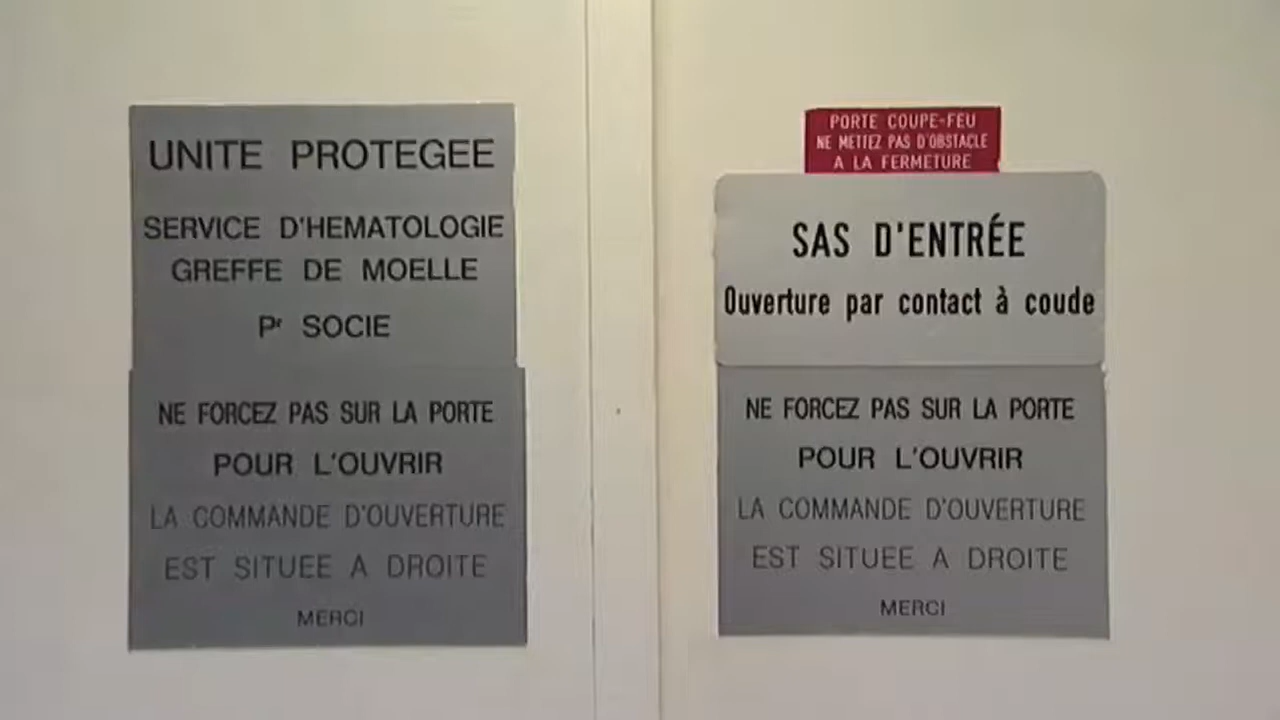 UNITE PROTEGEE
SERVICE D'HEMATOLOGIE
GREFFE DE MOELLE
Pr SOCIE
NE FORCEZ PAS SUR LA PORTE
POUR L'OUVRIR
LA COMMANDE D'OUVERTURE
EST SITUEE A DROITE
MERCI
PORTE COUPE-FEU
NE METTEZ PAS D'OBSTACLE
A LA FERMETURE
SAS D'ENTRÉE
Ouverture par contact à coude
NE FORCEZ PAS SUR LA PORTE
POUR L'OUVRIR
LA COMMANDE D'OUVERTURE
EST SITUEE A DROITE
MERCI